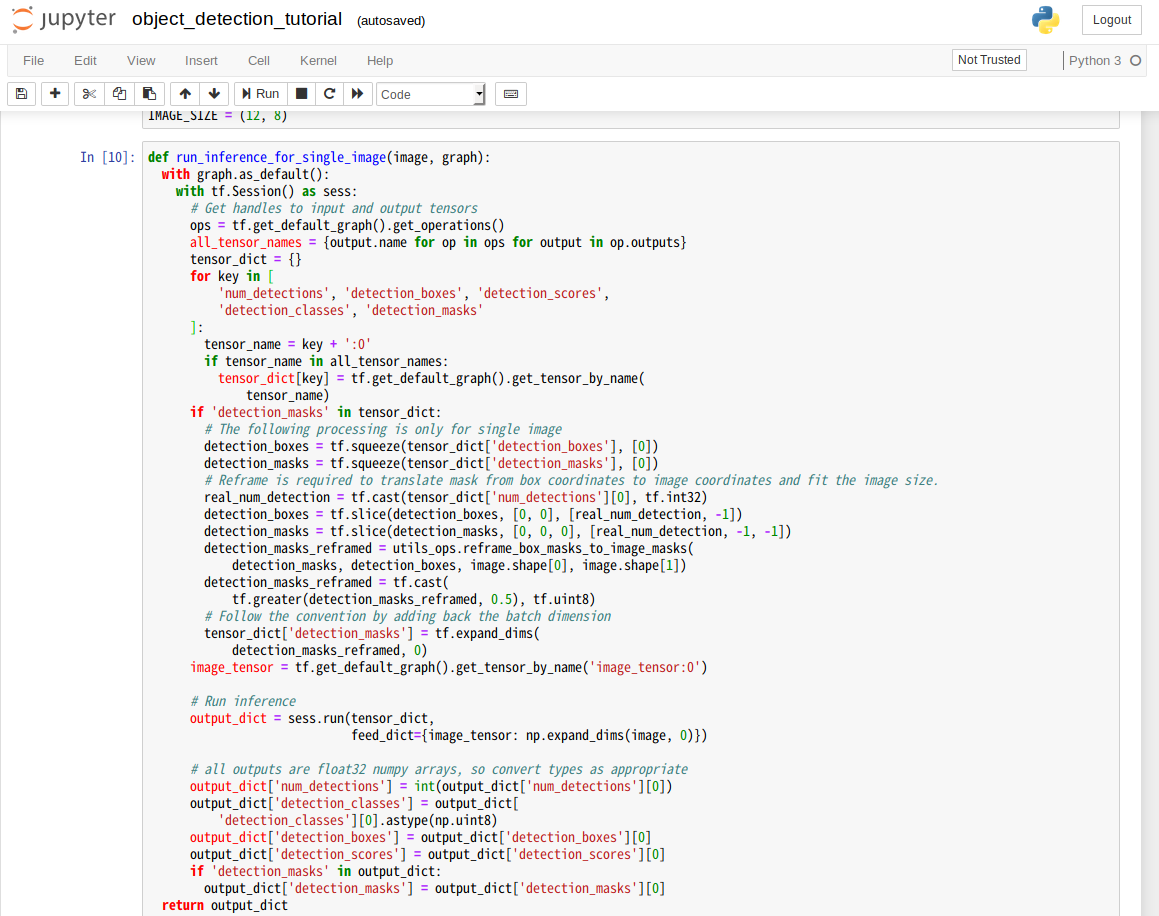 jupyter object_detection_tutorial (autosaved) Logout
File Edit View Insert Cell Kernel Help Not Trusted Python 3
Run Code
IMAGE_SIZE = (12, 8)
In [10]: def run_inference_for_single_image(image, graph):
  with graph.as_default():
    with tf.Session() as sess:
      # Get handles to input and output tensors
      ops = tf.get_default_graph().get_operations()
      all_tensor_names = {output.name for op in ops for output in op.outputs}
      tensor_dict = {}
      for key in [
          'num_detections', 'detection_boxes', 'detection_scores',
          'detection_classes', 'detection_masks'
      ]:
        tensor_name = key + ':0'
        if tensor_name in all_tensor_names:
          tensor_dict[key] = tf.get_default_graph().get_tensor_by_name(
              tensor_name)
      if 'detection_masks' in tensor_dict:
        # The following processing is only for single image
        detection_boxes = tf.squeeze(tensor_dict['detection_boxes'], [0])
        detection_masks = tf.squeeze(tensor_dict['detection_masks'], [0])
        # Reframe is required to translate mask from box coordinates to image coordinates and fit the image size.
        real_num_detection = tf.cast(tensor_dict['num_detections'][0], tf.int32)
        detection_boxes = tf.slice(detection_boxes, [0, 0], [real_num_detection, -1])
        detection_masks = tf.slice(detection_masks, [0, 0, 0], [real_num_detection, -1, -1])
        detection_masks_reframed = utils_ops.reframe_box_masks_to_image_masks(
            detection_masks, detection_boxes, image.shape[0], image.shape[1])
        detection_masks_reframed = tf.cast(
            tf.greater(detection_masks_reframed, 0.5), tf.uint8)
        # Follow the convention by adding back the batch dimension
        tensor_dict['detection_masks'] = tf.expand_dims(
            detection_masks_reframed, 0)
      image_tensor = tf.get_default_graph().get_tensor_by_name('image_tensor:0')

      # Run inference
      output_dict = sess.run(tensor_dict,
                             feed_dict={image_tensor: np.expand_dims(image, 0)})

      # all outputs are float32 numpy arrays, so convert types as appropriate
      output_dict['num_detections'] = int(output_dict['num_detections'][0])
      output_dict['detection_classes'] = output_dict[
          'detection_classes'][0].astype(np.uint8)
      output_dict['detection_boxes'] = output_dict['detection_boxes'][0]
      output_dict['detection_scores'] = output_dict['detection_scores'][0]
      if 'detection_masks' in output_dict:
        output_dict['detection_masks'] = output_dict['detection_masks'][0]
  return output_dict